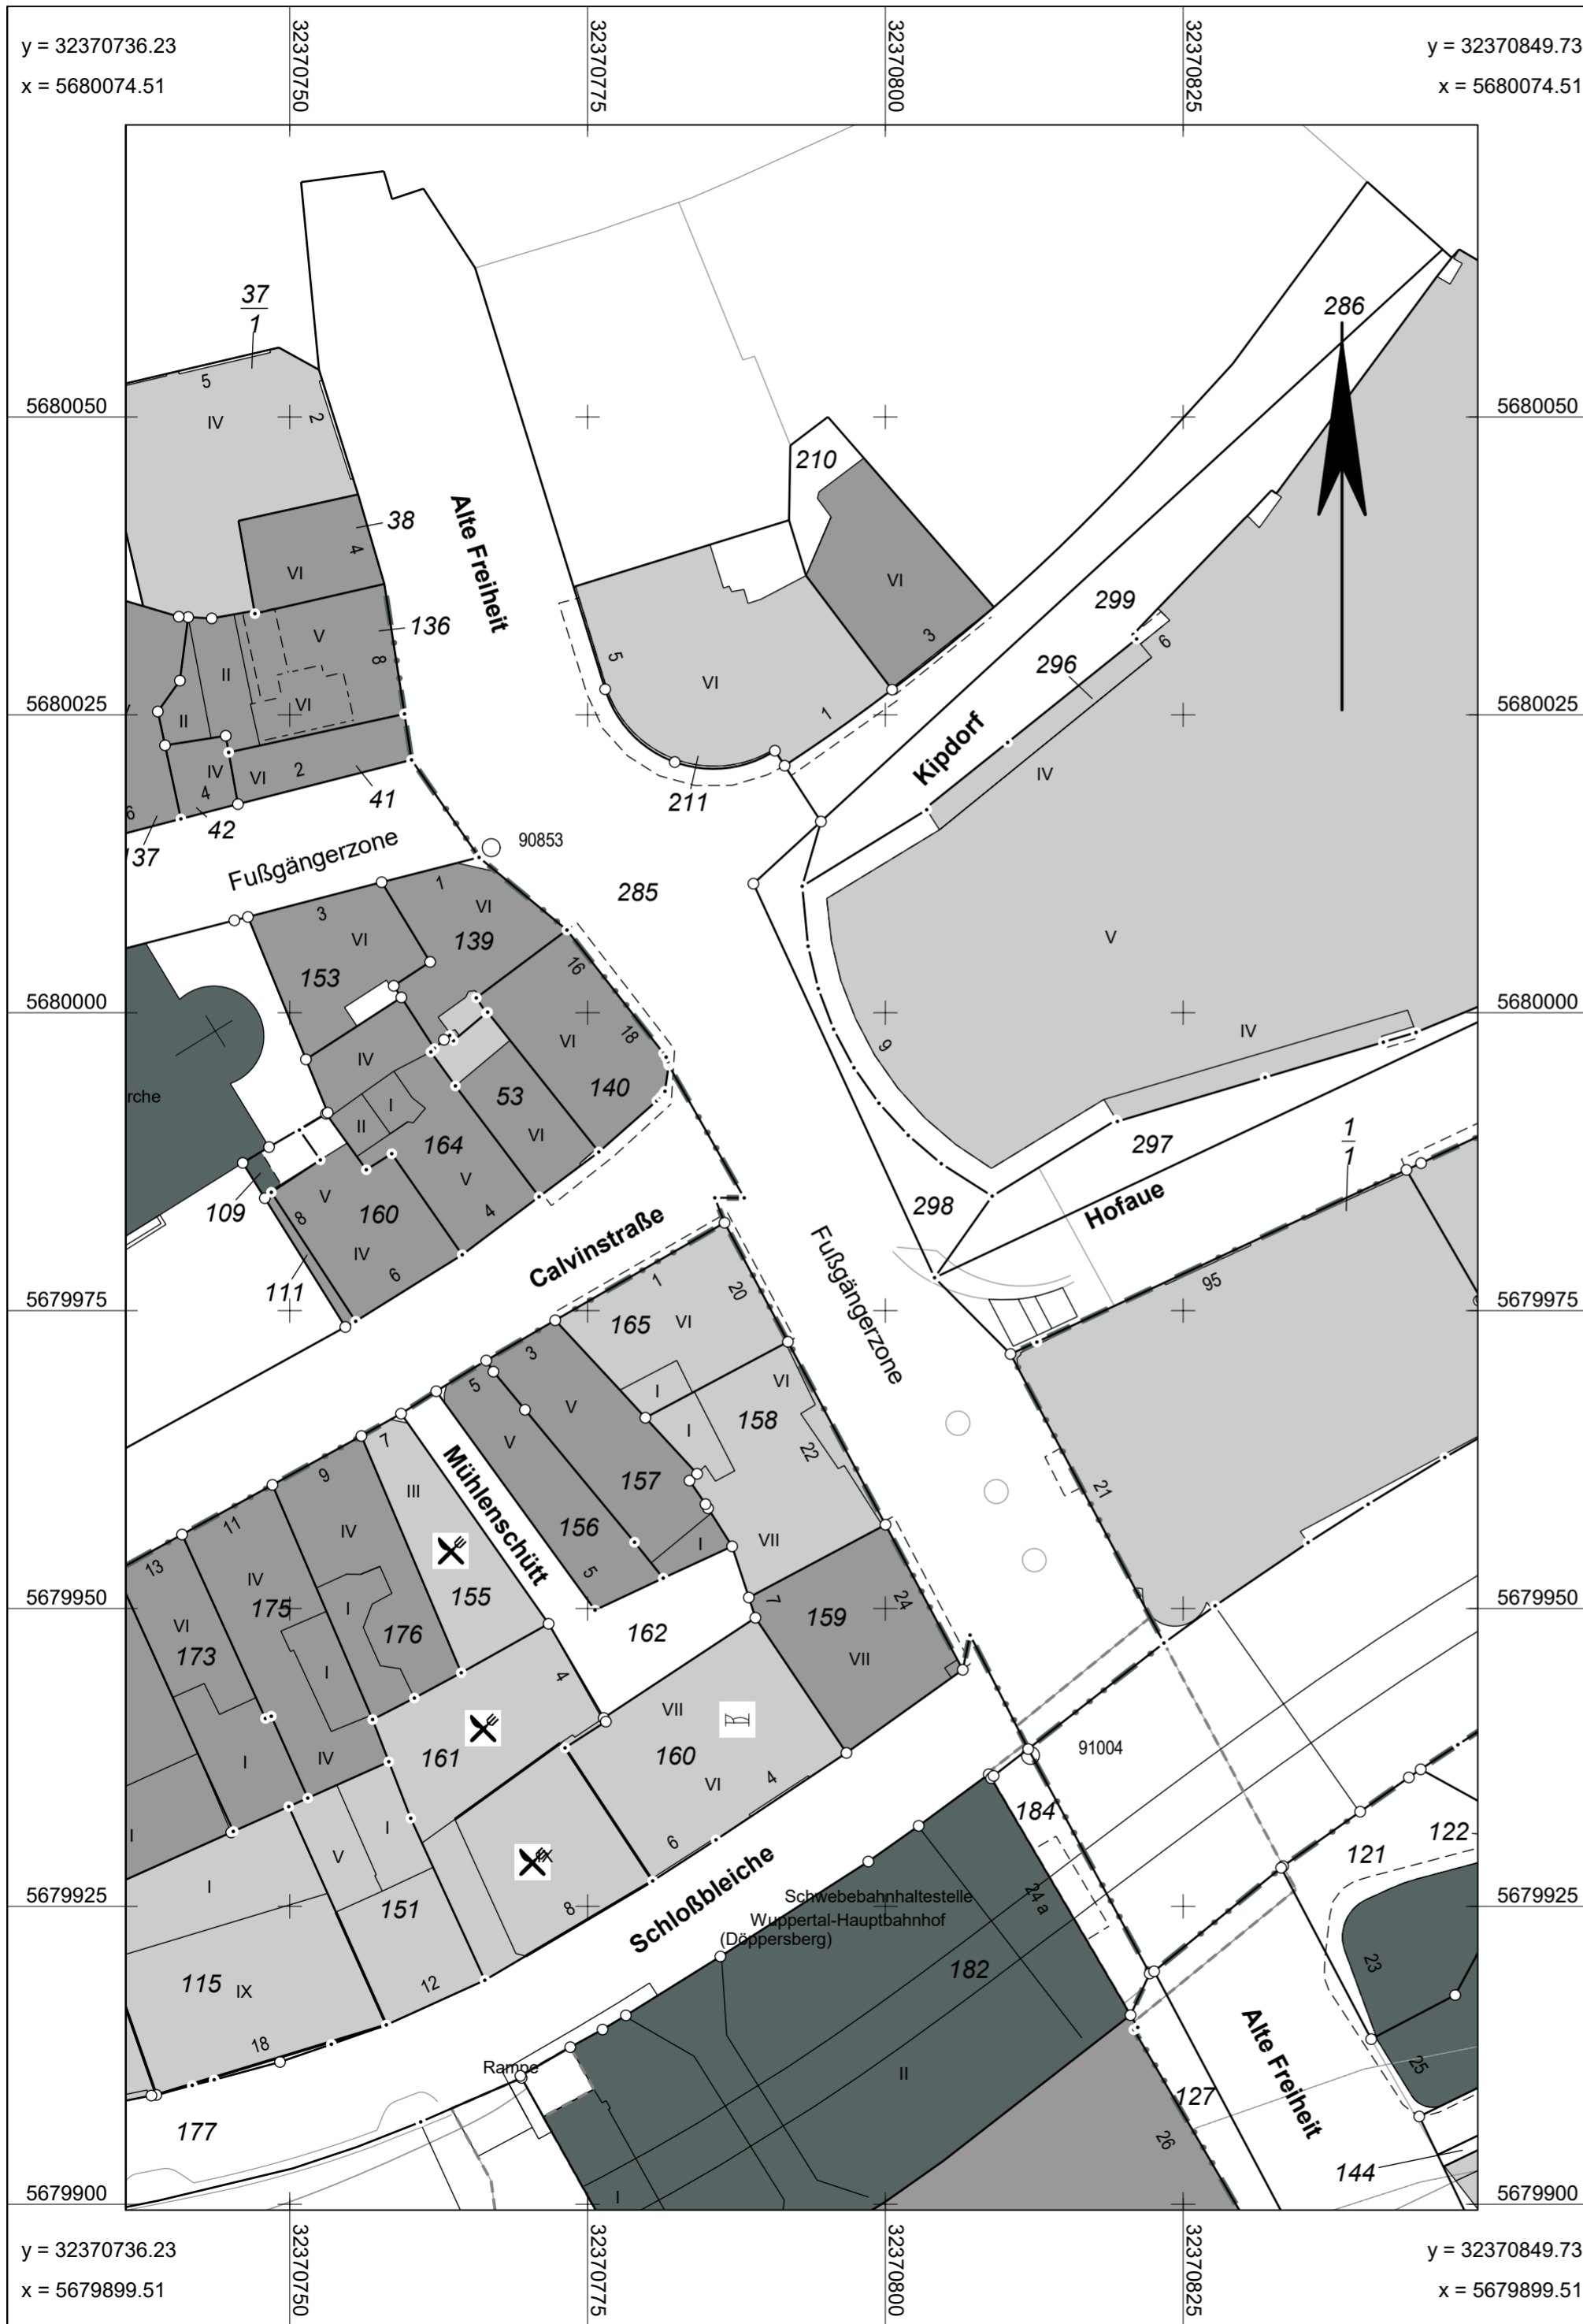 y = 32370736.23
x = 5680074.51
32370750
32370775
32370800
32370825
y = 32370849.73
x = 5680074.51
37
1
5
IV
2
286
5680050
5680050
210
38
4
VI
Alte Freiheit
VI
299
3
136
V
8
II
VI
5
VI
296
6
5680025
5680025
II
1
Kipdorf
IV
VI
2
IV
4
6
41
42
211
137
Fußgängerzone
90853
285
1
3
VI
VI
139
153
16
V
5680000
5680000
18
VI
IV
9
IV
140
53
I
II
VI
164
rche
V
297
1
1
109
V
8
160
4
IV
6
298
Hofaue
111
Calvinstraße
Fußgängerzone
1
20
95
5679975
5679975
165
VI
3
5
V
I
VI
158
I
22
7
V
9
Mühlenschütt
III
157
21
11
IV
156
VII
I
13
IV
155
5
5679950
5679950
175
I
176
7
159
24
VI
173
162
VII
I
4
VII
161
160
I
IV
VI
4
91004
184
I
I
V
6
IX
121
122
I
151
8
Schloßbleiche
Schwebebahnhaltestelle
Wuppertal-Hauptbahnhof
(Döppersberg)
24 a
5679925
5679925
23
182
115
IX
12
18
Alte Freiheit
25
Rampe
II
127
177
26
144
I
5679900
5679900
y = 32370736.23
x = 5679899.51
32370750
32370775
32370800
32370825
y = 32370849.73
x = 5679899.51